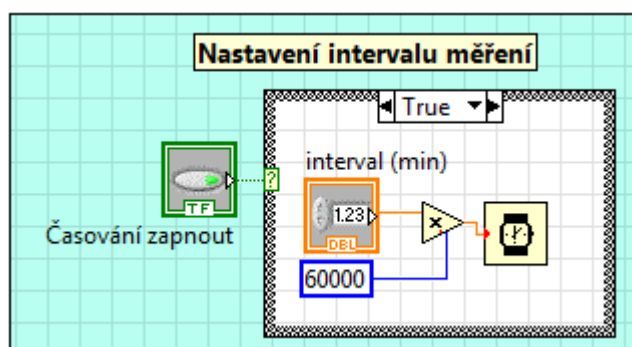 Nastavení intervalu měření
True
interval (min)
?
1.23
TF
DBL
Časování zapnout
x
60000